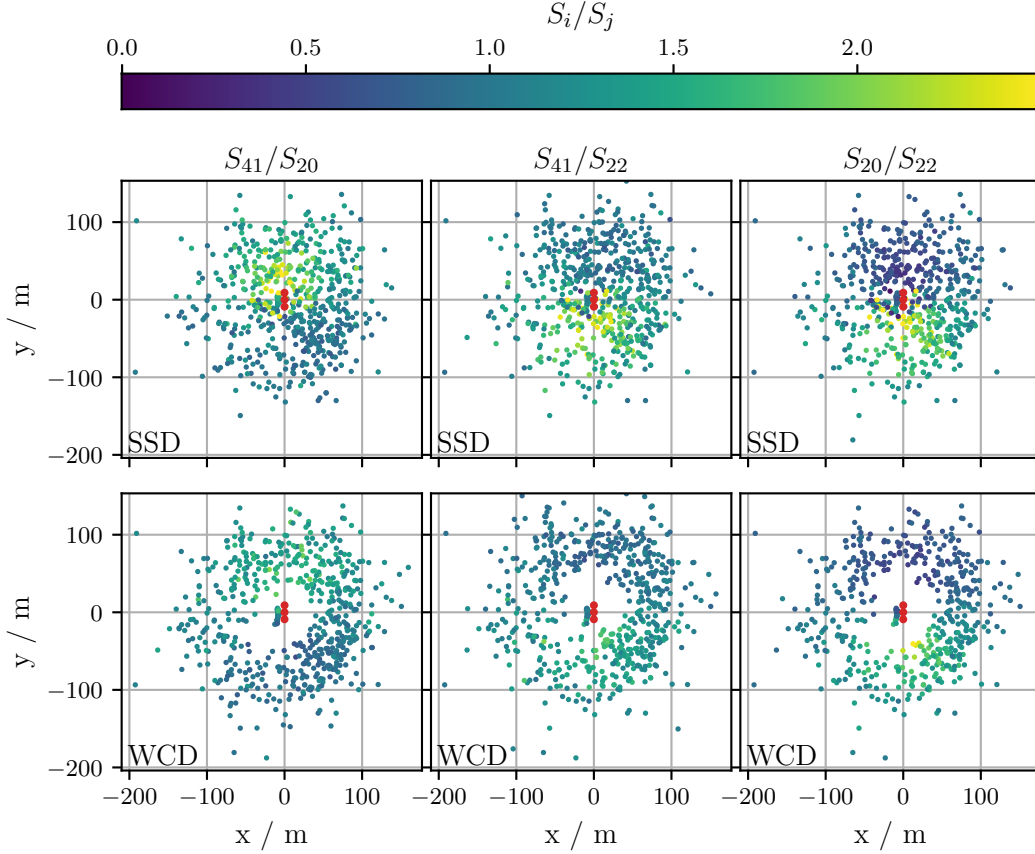 S_i/S_j
0.0 0.5 1.0 1.5 2.0
S_41/S_20 S_41/S_22 S_20/S_22
100
0
−100
−200
y / m
SSD SSD SSD
100
0
−100
−200
y / m
WCD WCD WCD
−200 −100 0 100 −200 −100 0 100 −200 −100 0 100
x / m x / m x / m